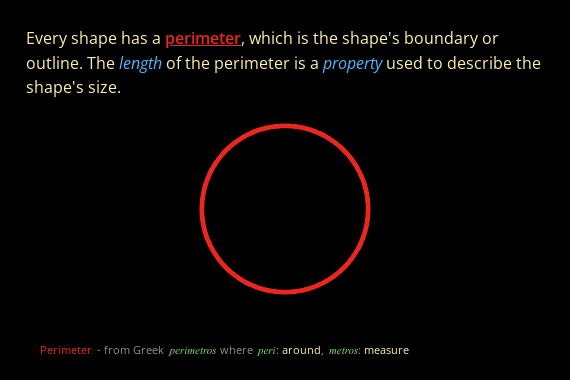 Every shape has a perimeter, which is the shape's boundary or
outline. The length of the perimeter is a property used to describe the
shape's size.
Perimeter - from Greek perimetros where peri: around, metros: measure